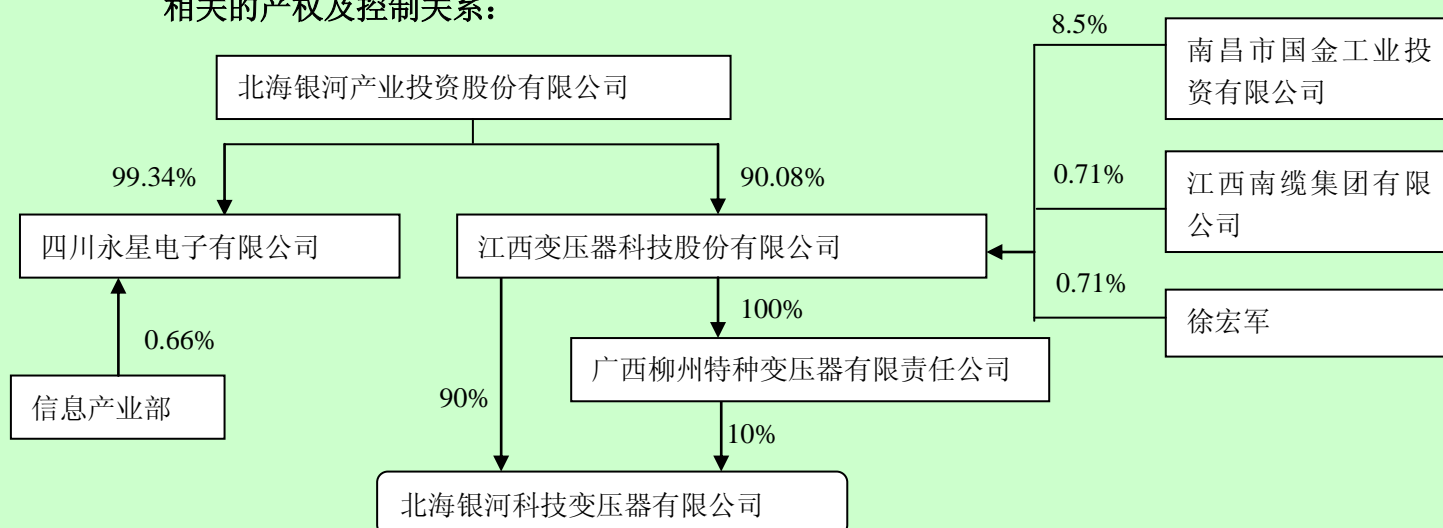 相关的产权及控制关系：
8.5%
南昌市国金工业投
资有限公司
北海银河产业投资股份有限公司
99.34%
90.08%
0.71%
江西南缆集团有限
公司
四川永星电子有限公司
江西变压器科技股份有限公司
0.71%
徐宏军
100%
0.66%
广西柳州特种变压器有限责任公司
信息产业部
90%
10%
北海银河科技变压器有限公司